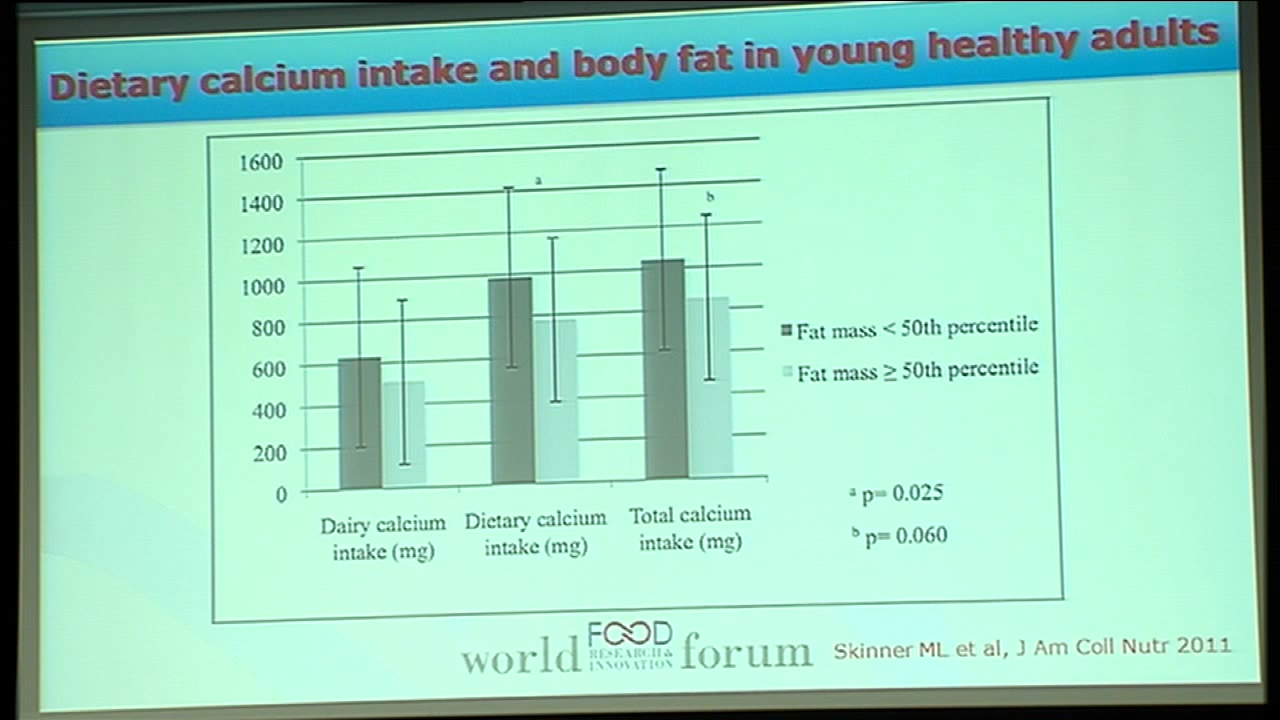 Dietary calcium intake and body fat in young healthy adults
1600
1400
1200
1000
800
600
400
200
0
a
b
Dairy calcium
intake (mg)
Dietary calcium
intake (mg)
Total calcium
intake (mg)
Fat mass < 50th percentile
Fat mass ≥ 50th percentile
a p= 0.025
b p= 0.060
world FOOD RESEARCH & INNOVATION forum
Skinner ML et al, J Am Coll Nutr 2011